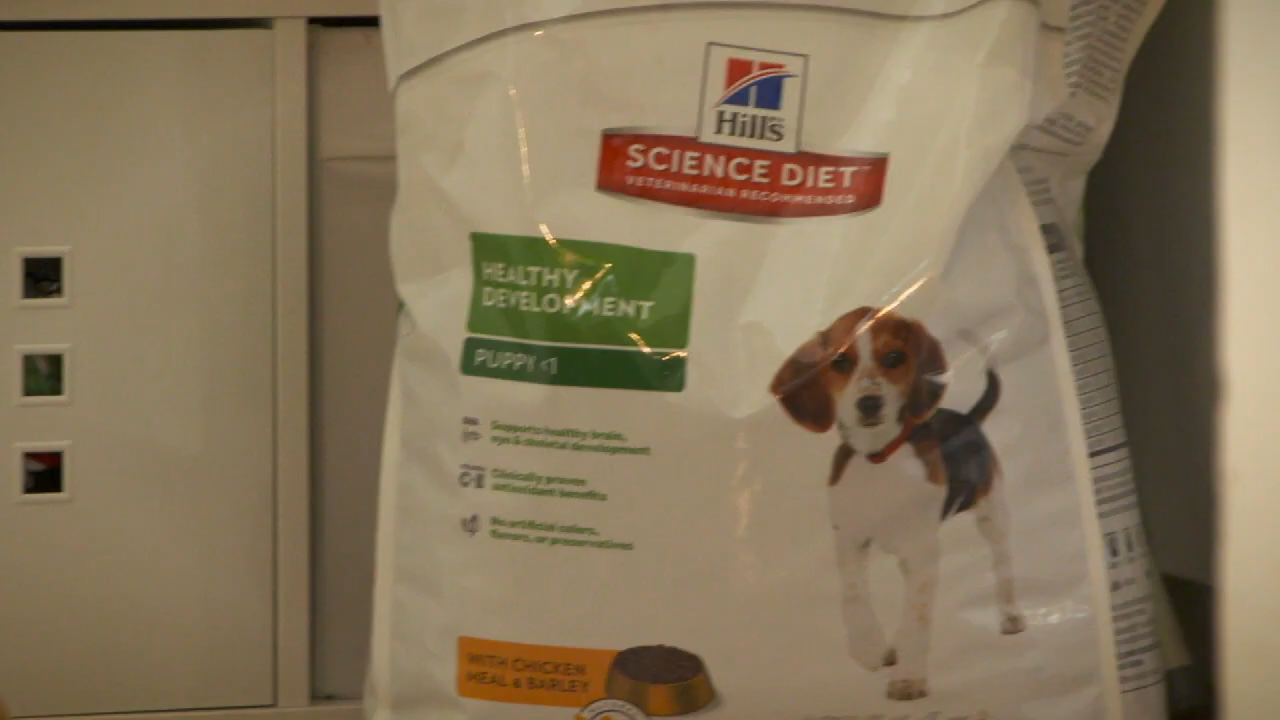 Hill's
SCIENCE DIET
VETERINARIAN RECOMMENDED
HEALTHY
DEVELOPMENT
PUPPY <1
Supports healthy brain,
eye & skeletal development
Clinically proven
antioxidant benefits
No artificial colors,
flavors, or preservatives
WITH CHICKEN
MEAL & BARLEY